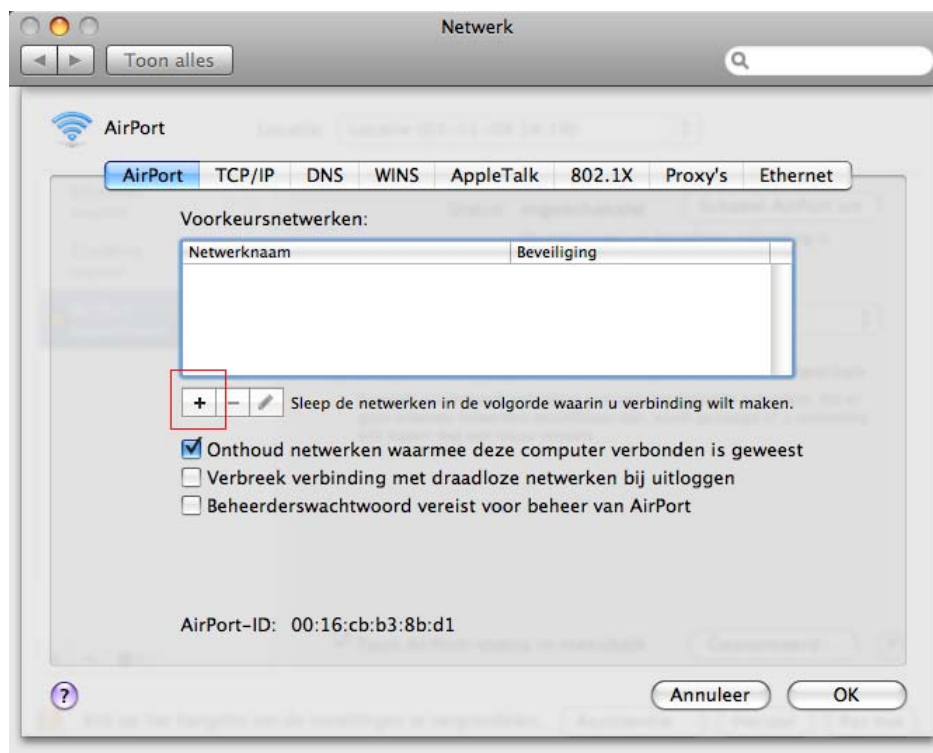 Netwerk
Toon alles
AirPort
AirPort TCP/IP DNS WINS AppleTalk 802.1X Proxy's Ethernet
Voorkeursnetwerken:
Netwerknaam Beveiliging
+ − Sleep de netwerken in de volgorde waarin u verbinding wilt maken.
Onthoud netwerken waarmee deze computer verbonden is geweest
Verbreek verbinding met draadloze netwerken bij uitloggen
Beheerderswachtwoord vereist voor beheer van AirPort
AirPort-ID: 00:16:cb:b3:8b:d1
? Annuleer OK